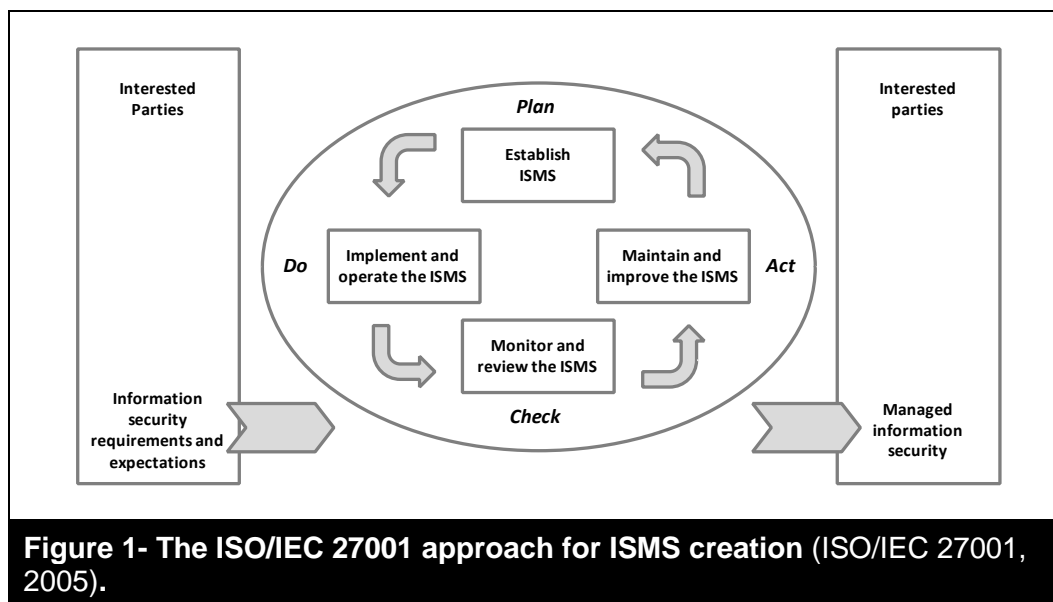 Interested
Parties
Information
security
requirements and
expectations
Plan
Establish
ISMS
Do
Implement and
operate the ISMS
Maintain and
improve the ISMS
Act
Monitor and
review the ISMS
Check
Interested
parties
Managed
information
security
Figure 1- The ISO/IEC 27001 approach for ISMS creation (ISO/IEC 27001,
2005).